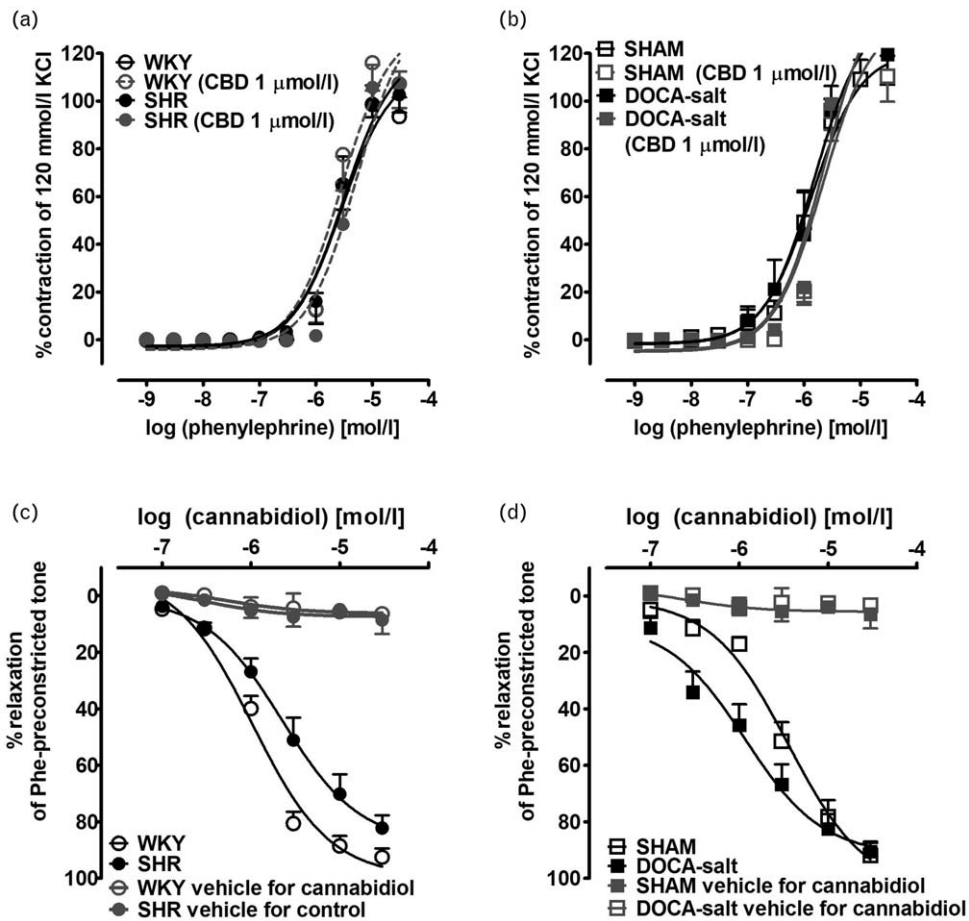 (a)
WKY
WKY (CBD 1 μmol/l)
SHR
SHR (CBD 1 μmol/l)
120
100
80
60
40
20
0
% contraction of 120 mmol/l KCl
-9 -8 -7 -6 -5 -4
log (phenylephrine) [mol/l]
(b)
SHAM
SHAM (CBD 1 μmol/l)
DOCA-salt
DOCA-salt
(CBD 1 μmol/l)
120
100
80
60
40
20
0
% contraction of 120 mmol/l KCl
-9 -8 -7 -6 -5 -4
log (phenylephrine) [mol/l]
(c)
log (cannabidiol) [mol/l]
-7 -6 -5 -4
0
20
40
60
80
100
% relaxation
of Phe-preconstricted tone
WKY
SHR
WKY vehicle for cannabidiol
SHR vehicle for control
(d)
log (cannabidiol) [mol/l]
-7 -6 -5 -4
0
20
40
60
80
100
% relaxation
of Phe-preconstricted tone
SHAM
DOCA-salt
SHAM vehicle for cannabidiol
DOCA-salt vehicle for cannabidiol